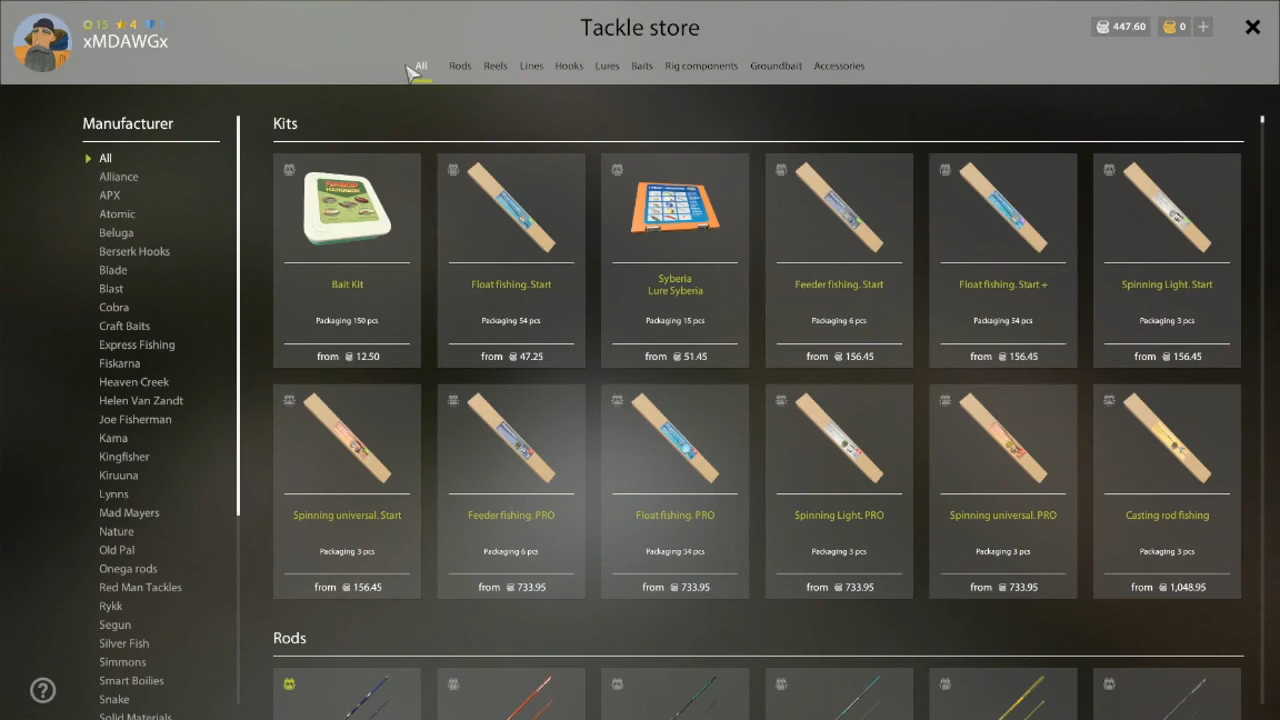 15 4 1
xMDAWGx
Tackle store
447.60 0 +
All Rods Reels Lines Hooks Lures Baits Rig components Groundbait Accessories
Manufacturer
All
Alliance
APX
Atomic
Beluga
Berserk Hooks
Blade
Blast
Cobra
Craft Baits
Express Fishing
Fiskarna
Heaven Creek
Helen Van Zandt
Joe Fisherman
Kama
Kingfisher
Kiruuna
Lynns
Mad Mayers
Nature
Old Pal
Onega rods
Red Man Tackles
Rykk
Segun
Silver Fish
Simmons
Smart Boilies
Snake
Solid Materials
Kits
Bait Kit
Packaging 150 pcs
from 12.50
Float fishing. Start
Packaging 54 pcs
from 47.25
Syberia
Lure Syberia
Packaging 15 pcs
from 51.45
Feeder fishing. Start
Packaging 6 pcs
from 156.45
Float fishing. Start +
Packaging 54 pcs
from 156.45
Spinning Light. Start
Packaging 3 pcs
from 156.45
Spinning universal. Start
Packaging 3 pcs
from 156.45
Feeder fishing. PRO
Packaging 6 pcs
from 733.95
Float fishing. PRO
Packaging 54 pcs
from 733.95
Spinning Light. PRO
Packaging 3 pcs
from 733.95
Spinning universal. PRO
Packaging 3 pcs
from 733.95
Casting rod fishing
Packaging 3 pcs
from 1,048.95
Rods
?